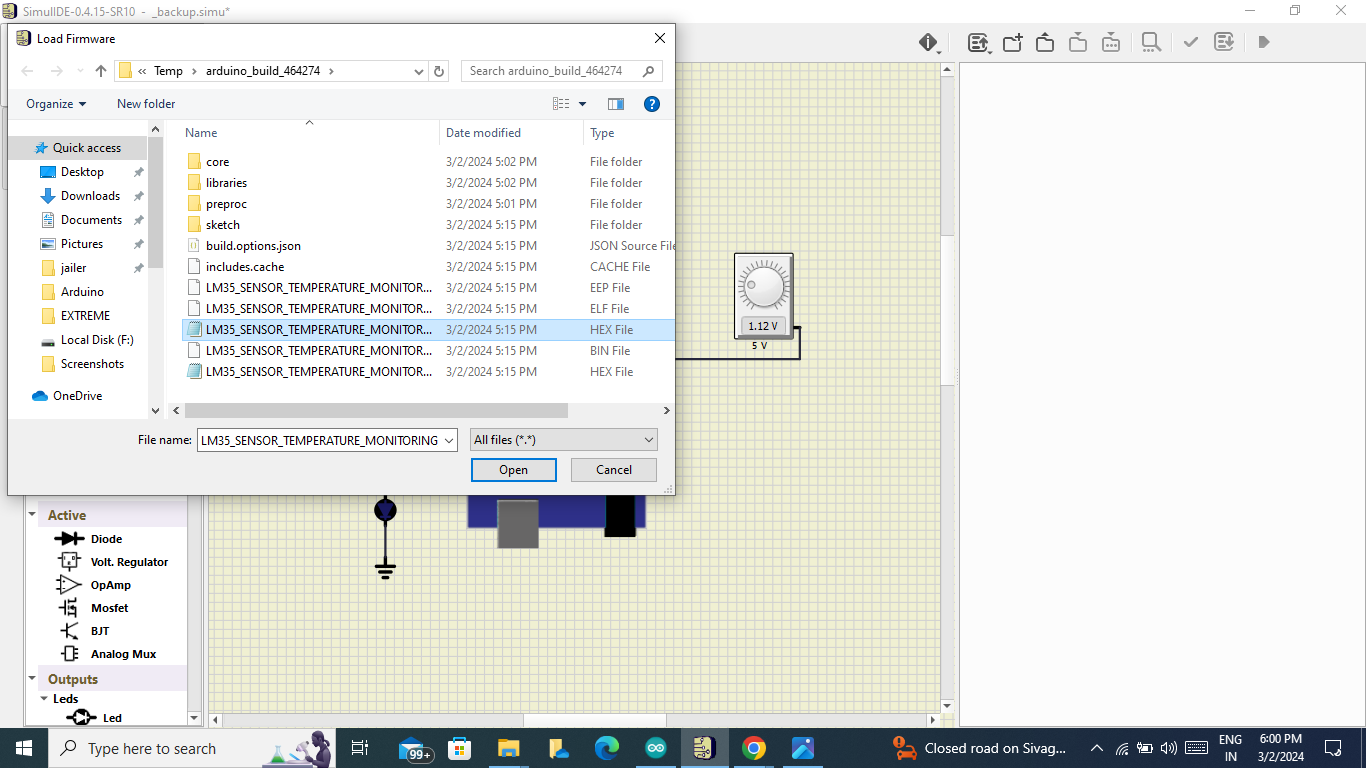 SimulIDE-0.4.15-SR10 - _backup.simu*
Load Firmware
« Temp › arduino_build_464274 ›
Search arduino_build_464274
Organize
New folder
Name Date modified Type
Quick access
Desktop
Downloads
Documents
Pictures
jailer
Arduino
EXTREME
Local Disk (F:)
Screenshots
OneDrive
core 3/2/2024 5:02 PM File folder
libraries 3/2/2024 5:02 PM File folder
preproc 3/2/2024 5:01 PM File folder
sketch 3/2/2024 5:15 PM File folder
build.options.json 3/2/2024 5:15 PM JSON Source File
includes.cache 3/2/2024 5:15 PM CACHE File
LM35_SENSOR_TEMPERATURE_MONITOR... 3/2/2024 5:15 PM EEP File
LM35_SENSOR_TEMPERATURE_MONITOR... 3/2/2024 5:15 PM ELF File
LM35_SENSOR_TEMPERATURE_MONITOR... 3/2/2024 5:15 PM HEX File
LM35_SENSOR_TEMPERATURE_MONITOR... 3/2/2024 5:15 PM BIN File
LM35_SENSOR_TEMPERATURE_MONITOR... 3/2/2024 5:15 PM HEX File
File name: LM35_SENSOR_TEMPERATURE_MONITORING
All files (*.*)
Open
Cancel
1.12 V
5 V
Active
Diode
Volt. Regulator
OpAmp
Mosfet
BJT
Analog Mux
Outputs
Leds
Led
Type here to search
99+
Closed road on Sivag...
ENG
IN
6:00 PM
3/2/2024